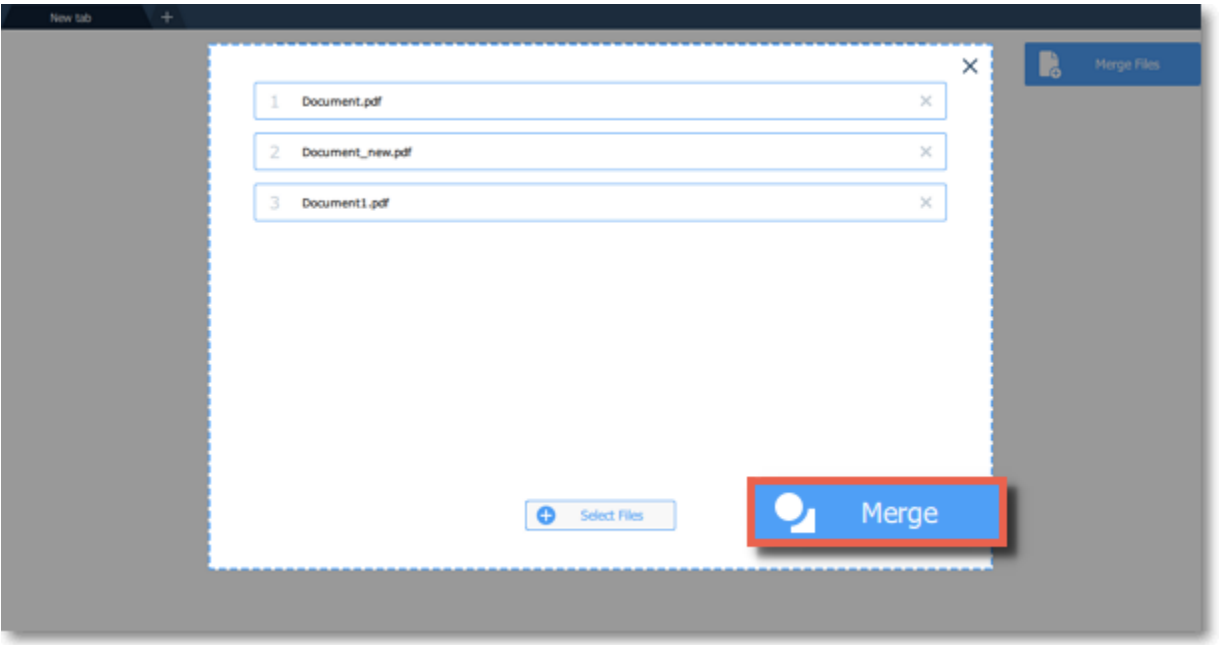 New tab
Merge Files
1 Document.pdf
2 Document_new.pdf
3 Document1.pdf
Select Files
Merge